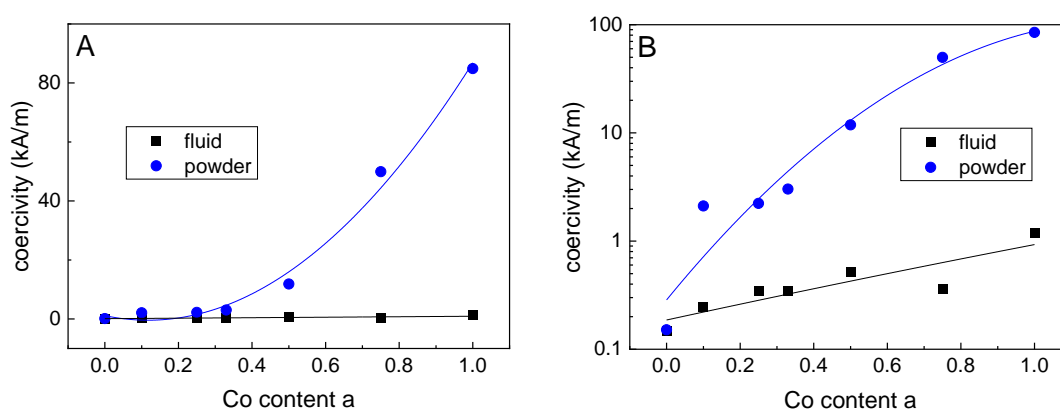 A
coercivity (kA/m)
80
40
0
fluid
powder
0.0 0.2 0.4 0.6 0.8 1.0
Co content a
B
coercivity (kA/m)
100
10
1
0.1
fluid
powder
0.0 0.2 0.4 0.6 0.8 1.0
Co content a